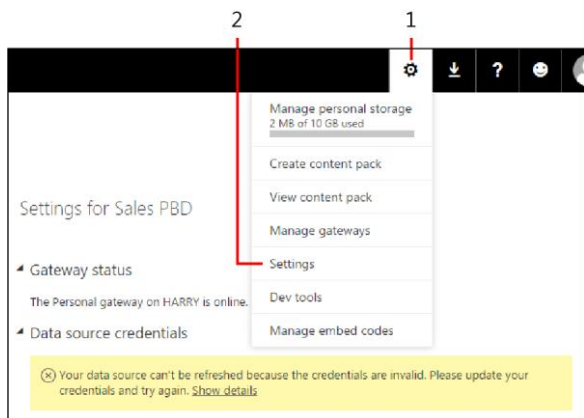 2
1
?
Manage personal storage
2 MB of 10 GB used
Create content pack
View content pack
Settings for Sales PBD
Manage gateways
Settings
Gateway status
The Personal gateway on HARRY is online.
Dev tools
Data source credentials
Manage embed codes
Your data source can't be refreshed because the credentials are invalid. Please update your
credentials and try again. Show details